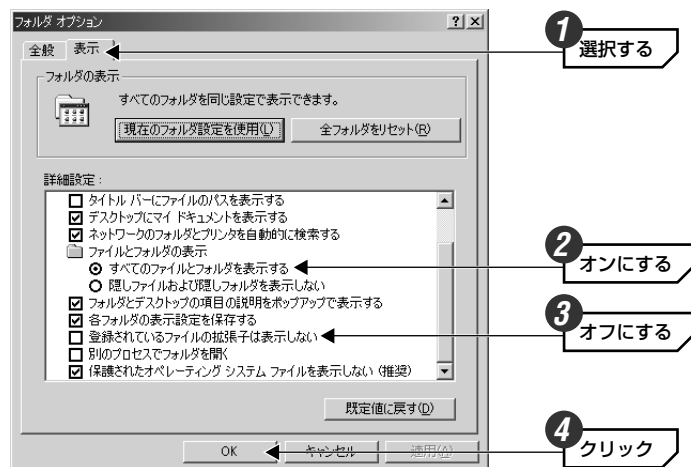 フォルダ オプション
全般 表示
❶
選択する
フォルダの表示
すべてのフォルダを同じ設定で表示できます。
現在のフォルダ設定を使用(L) 全フォルダをリセット(R)
詳細設定:
タイトル バーにファイルのパスを表示する
デスクトップにマイ ドキュメントを表示する
ネットワークのフォルダとプリンタを自動的に検索する
ファイルとフォルダの表示
❷
すべてのファイルとフォルダを表示する
オンにする
隠しファイルおよび隠しフォルダを表示しない
フォルダとデスクトップの項目の説明をポップアップで表示する
各フォルダの表示設定を保存する
❸
登録されているファイルの拡張子は表示しない
オフにする
別のプロセスでフォルダを開く
保護されたオペレーティング システム ファイルを表示しない (推奨)
既定値に戻す(D)
❹
OK キャンセル 適用(A)
クリック